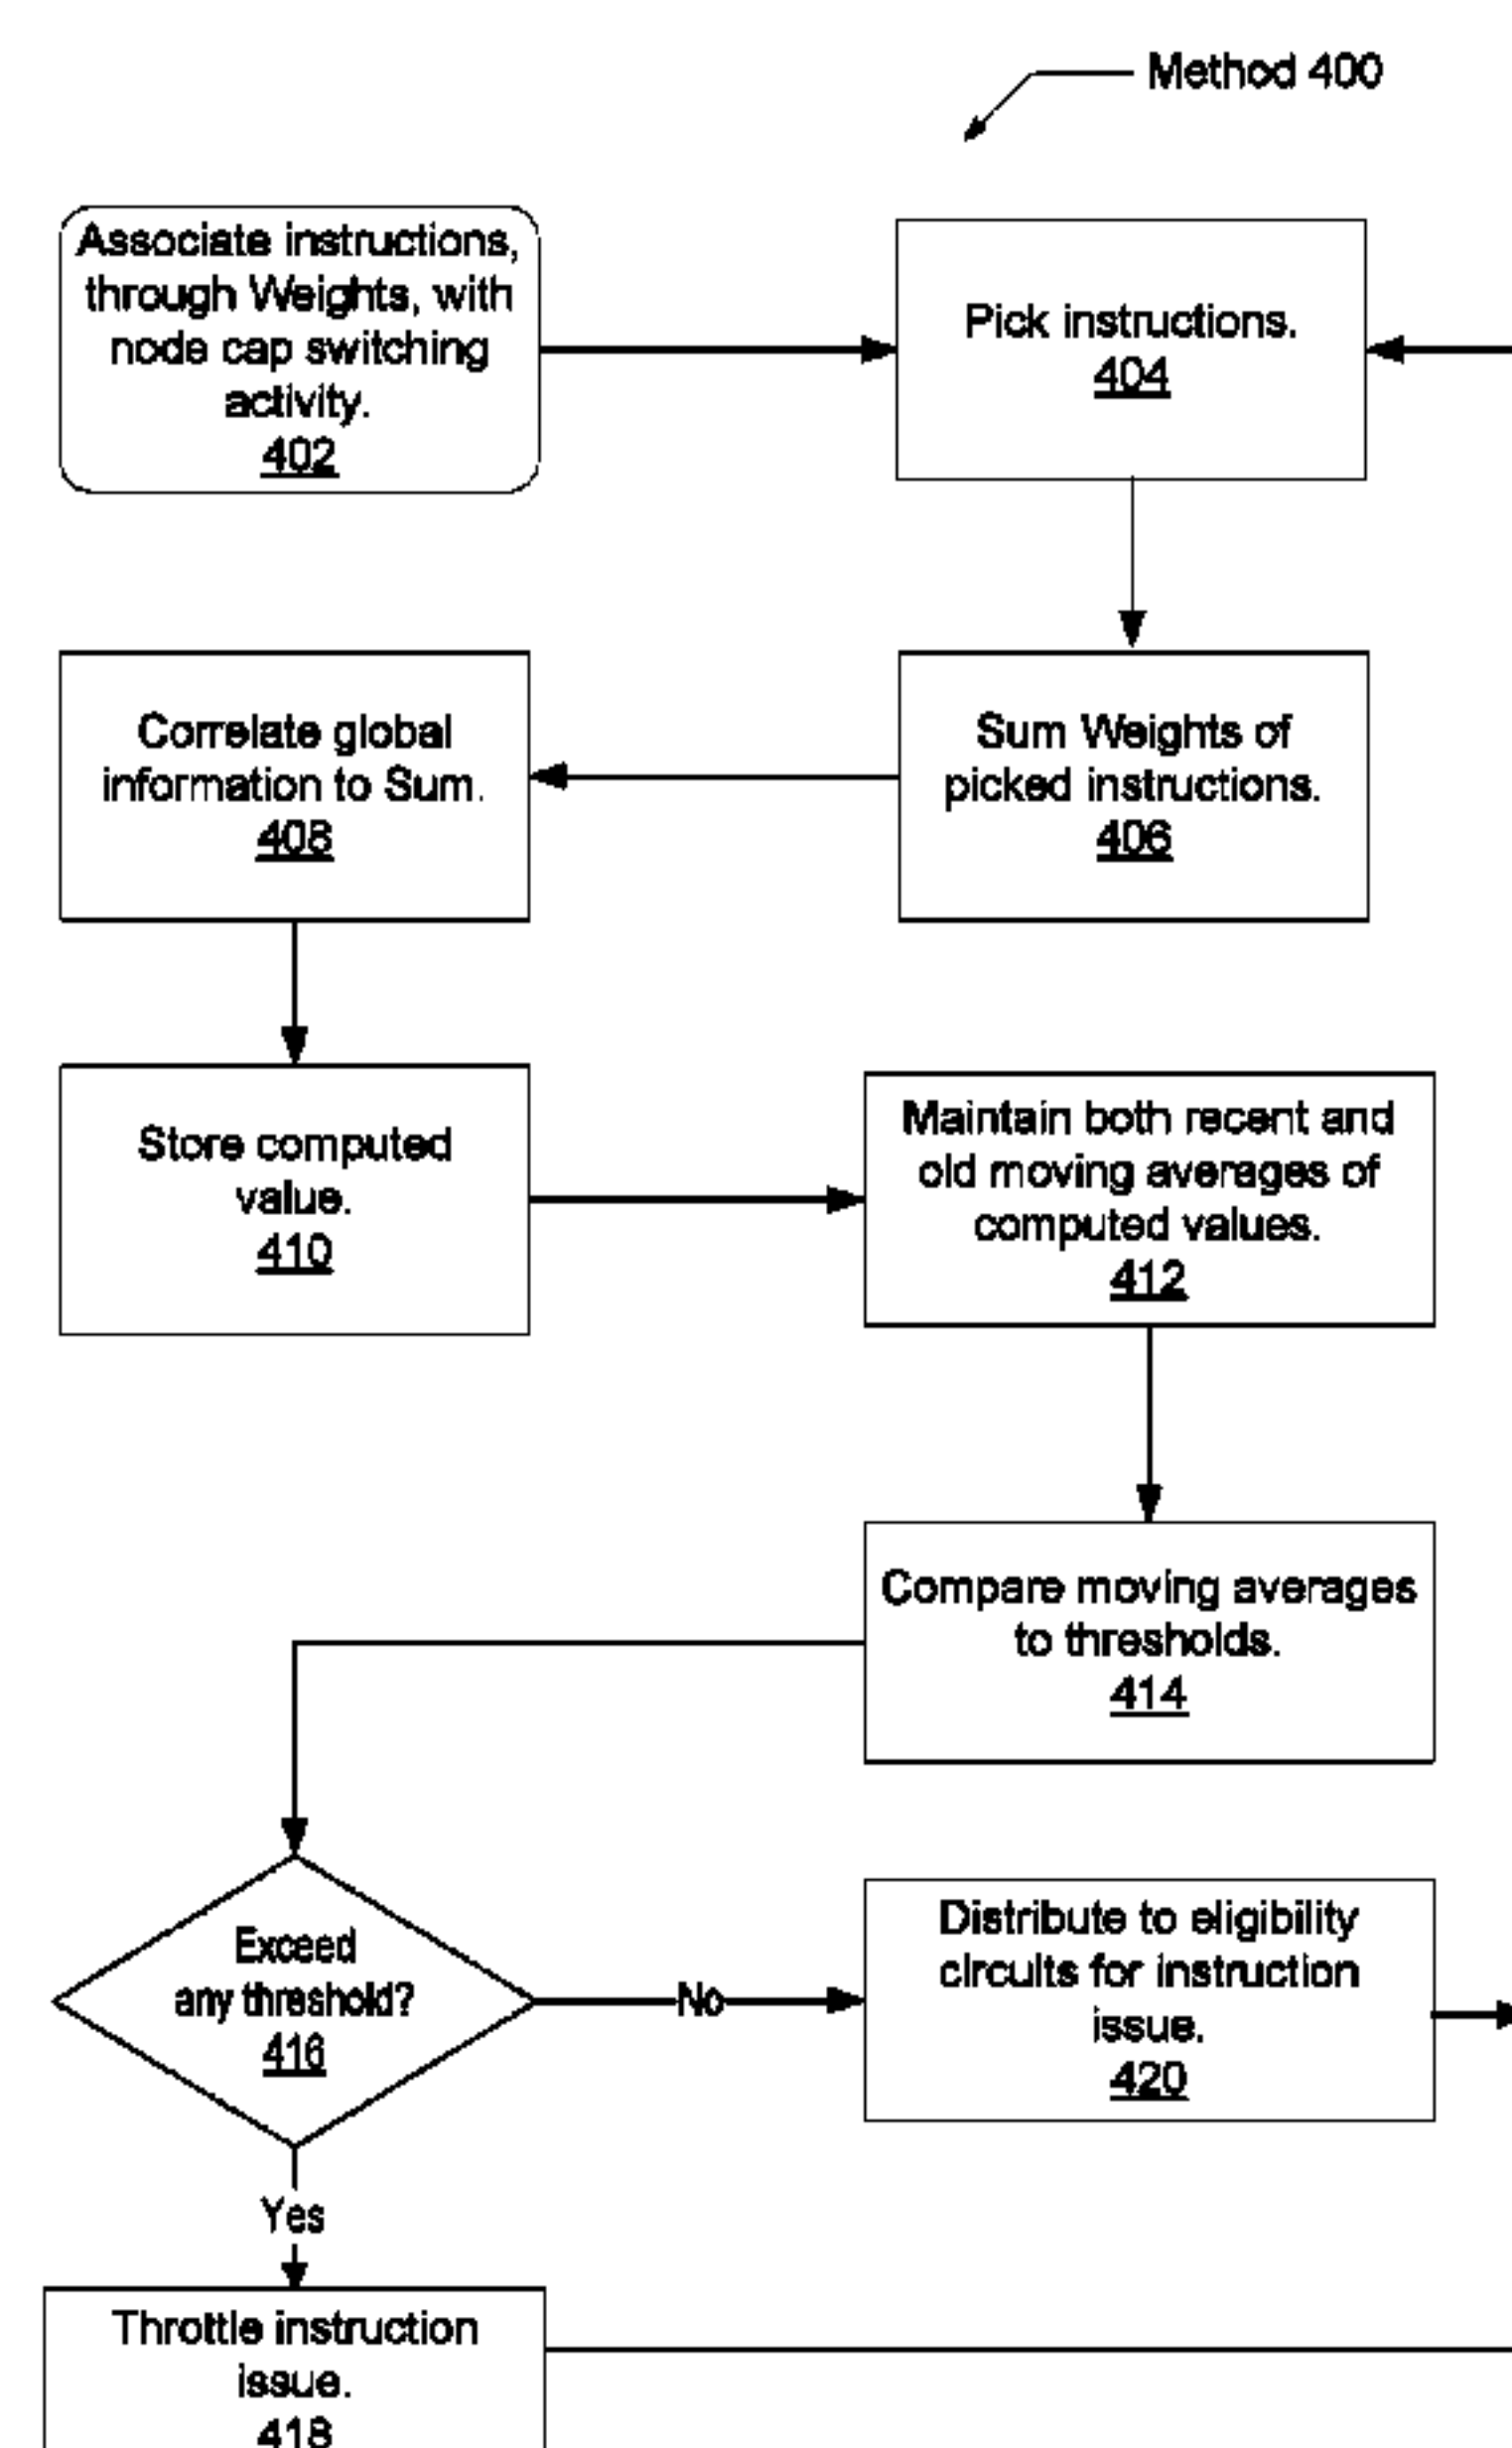 Method 400
Associate instructions,
through Weights, with
node cap switching
activity.
402
Pick instructions.
404
Sum Weights of
picked instructions.
406
Correlate global
information to Sum.
408
Store computed
value.
410
Maintain both recent and
old moving averages of
computed values.
412
Compare moving averages
to thresholds.
414
Exceed
any threshold?
416
No
Distribute to eligibility
circuits for instruction
issue.
420
Yes
Throttle instruction
issue.
418